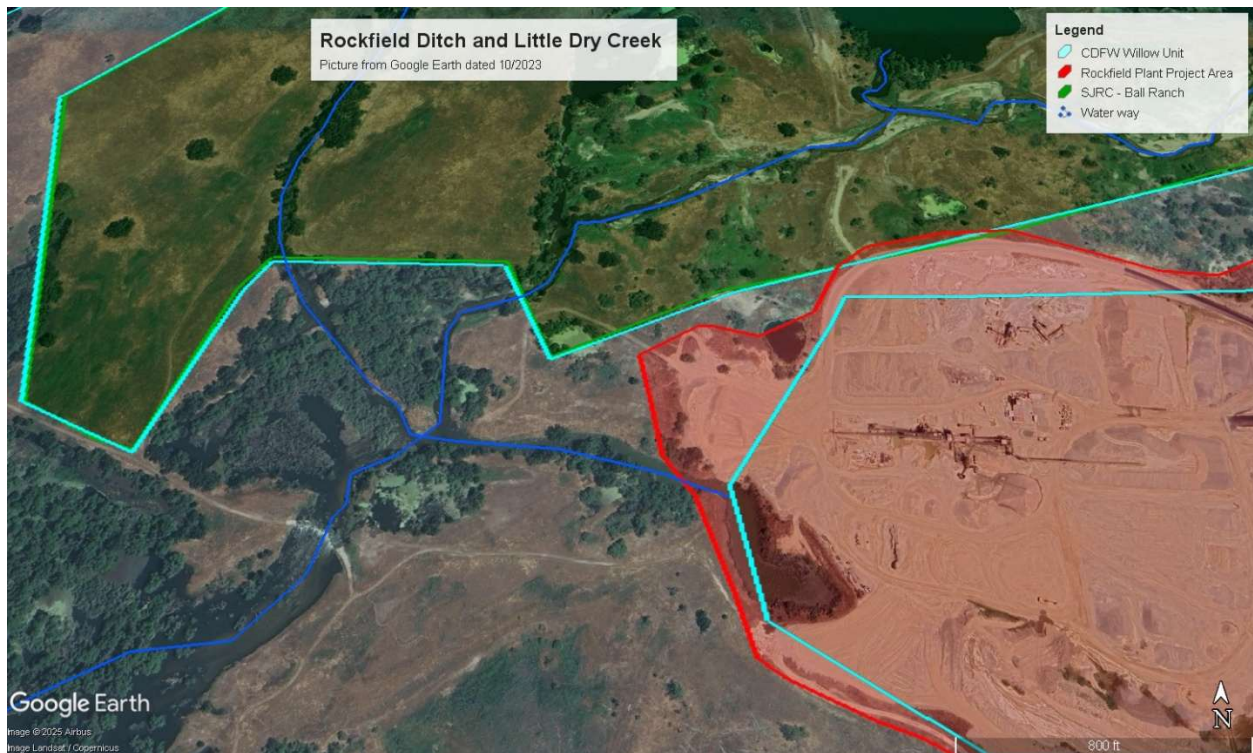 Rockfield Ditch and Little Dry Creek
Picture from Google Earth dated 10/2023
Legend
CDFW Willow Unit
Rockfield Plant Project Area
SJRC - Ball Ranch
Water way
Google Earth
Image © 2025 Airbus
Image Landsat / Copernicus
N
800 ft